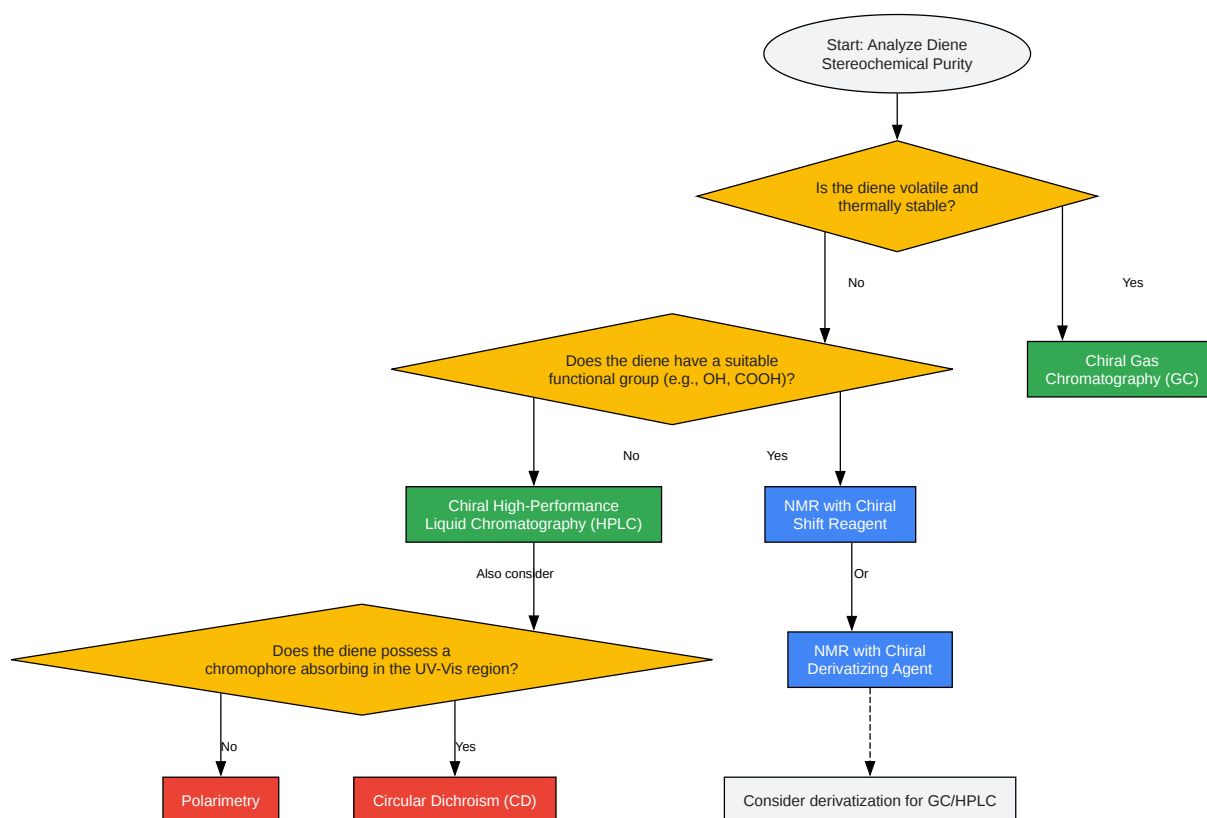 Start: Analyze Diene
Stereochemical Purity
Is the diene volatile and
thermally stable?
No
Yes
Does the diene have a suitable
functional group (e.g., OH, COOH)?
Chiral Gas
Chromatography (GC)
No
Yes
Chiral High-Performance
Liquid Chromatography (HPLC)
NMR with Chiral
Shift Reagent
Also consider
Or
Does the diene possess a
chromophore absorbing in the UV-Vis region?
NMR with Chiral
Derivatizing Agent
No
Yes
Polarimetry
Circular Dichroism (CD)
Consider derivatization for GC/HPLC